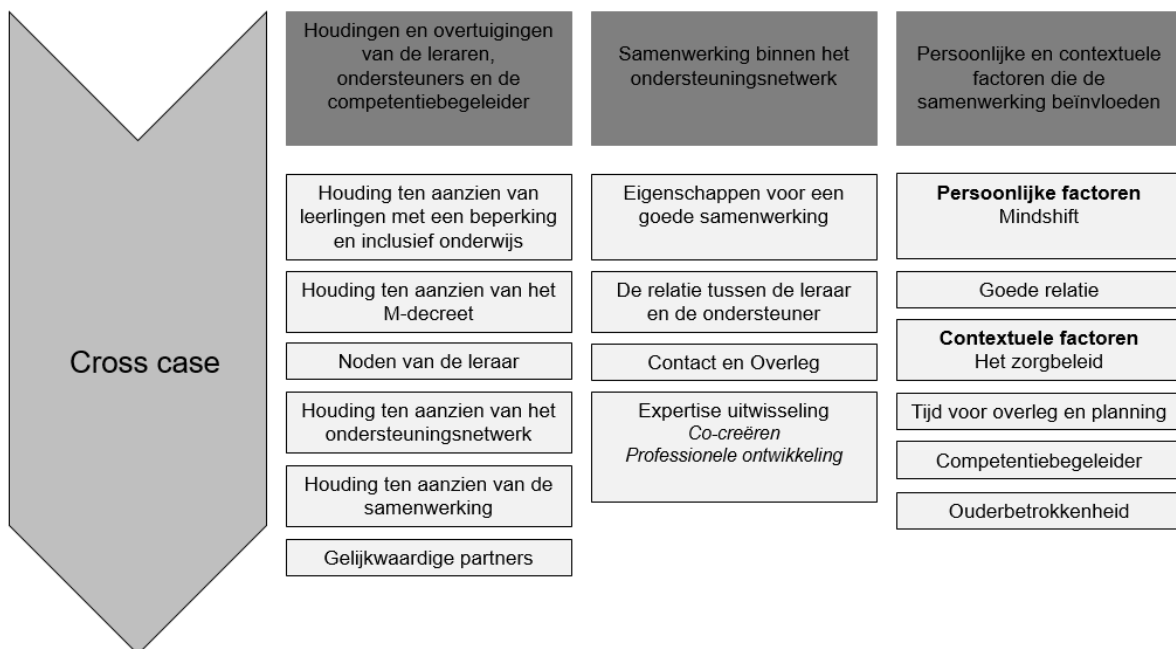 Cross case
Houdingen en overtuigingen
van de leraren,
ondersteuners en de
competentiebegeleider
Houding ten aanzien van
leerlingen met een beperking
en inclusief onderwijs
Houding ten aanzien van het
M-decreet
Noden van de leraar
Houding ten aanzien van het
ondersteuningsnetwerk
Houding ten aanzien van de
samenwerking
Gelijkwaardige partners
Samenwerking binnen het
ondersteuningsnetwerk
Eigenschappen voor een
goede samenwerking
De relatie tussen de leraar
en de ondersteuner
Contact en Overleg
Expertise uitwisseling
Co-creëren
Professionele ontwikkeling
Persoonlijke en contextuele
factoren die de
samenwerking beïnvloeden
Persoonlijke factoren
Mindshift
Goede relatie
Contextuele factoren
Het zorgbeleid
Tijd voor overleg en planning
Competentiebegeleider
Ouderbetrokkenheid